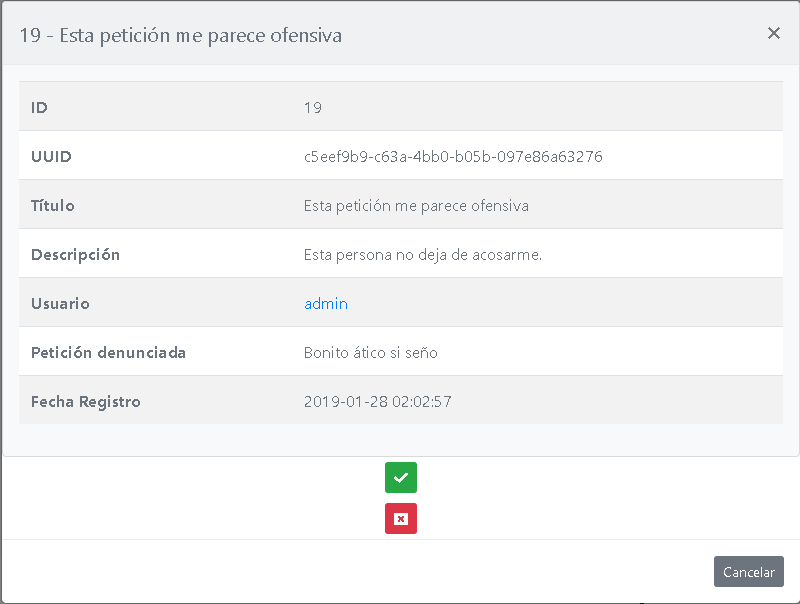 19 - Esta petición me parece ofensiva
ID 19
UUID c5eef9b9-c63a-4bb0-b05b-097e86a63276
Título Esta petición me parece ofensiva
Descripción Esta persona no deja de acosarme.
Usuario admin
Petición denunciada Bonito ático si seño
Fecha Registro 2019-01-28 02:02:57
Cancelar